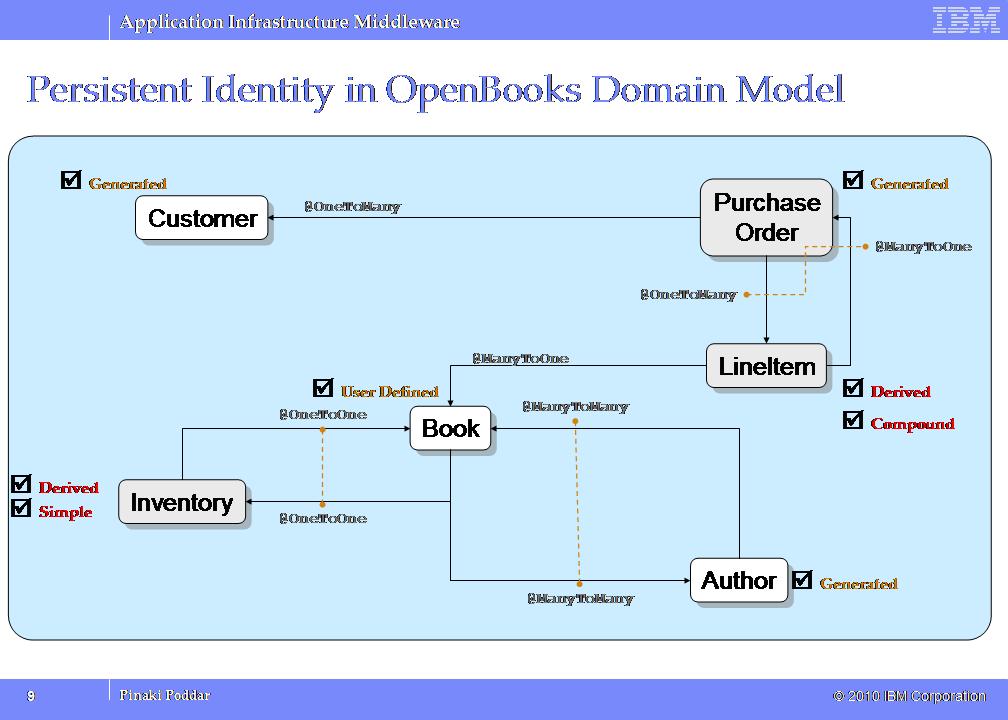 Application Infrastructure Middleware
IBM
Persistent Identity in OpenBooks Domain Model
Generated
Generated
Customer
@OneToMany
Purchase
Order
@ManyToOne
@OneToMany
LineItem
@ManyToOne
User Defined
Derived
@OneToOne
@ManyToMany
Compound
Book
Derived
Simple
Inventory
@OneToOne
Author
Generated
@ManyToMany
9
Pinaki Poddar
© 2010 IBM Corporation